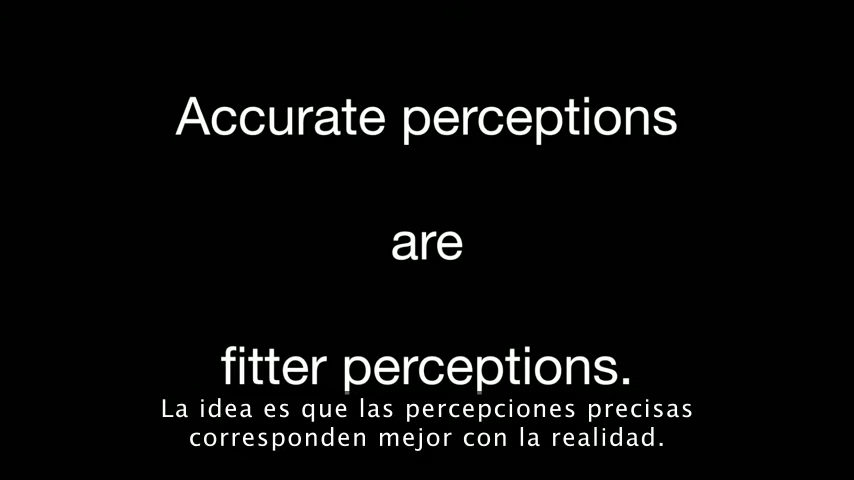 Accurate perceptions
are
fitter perceptions.
La idea es que las percepciones precisas
corresponden mejor con la realidad.